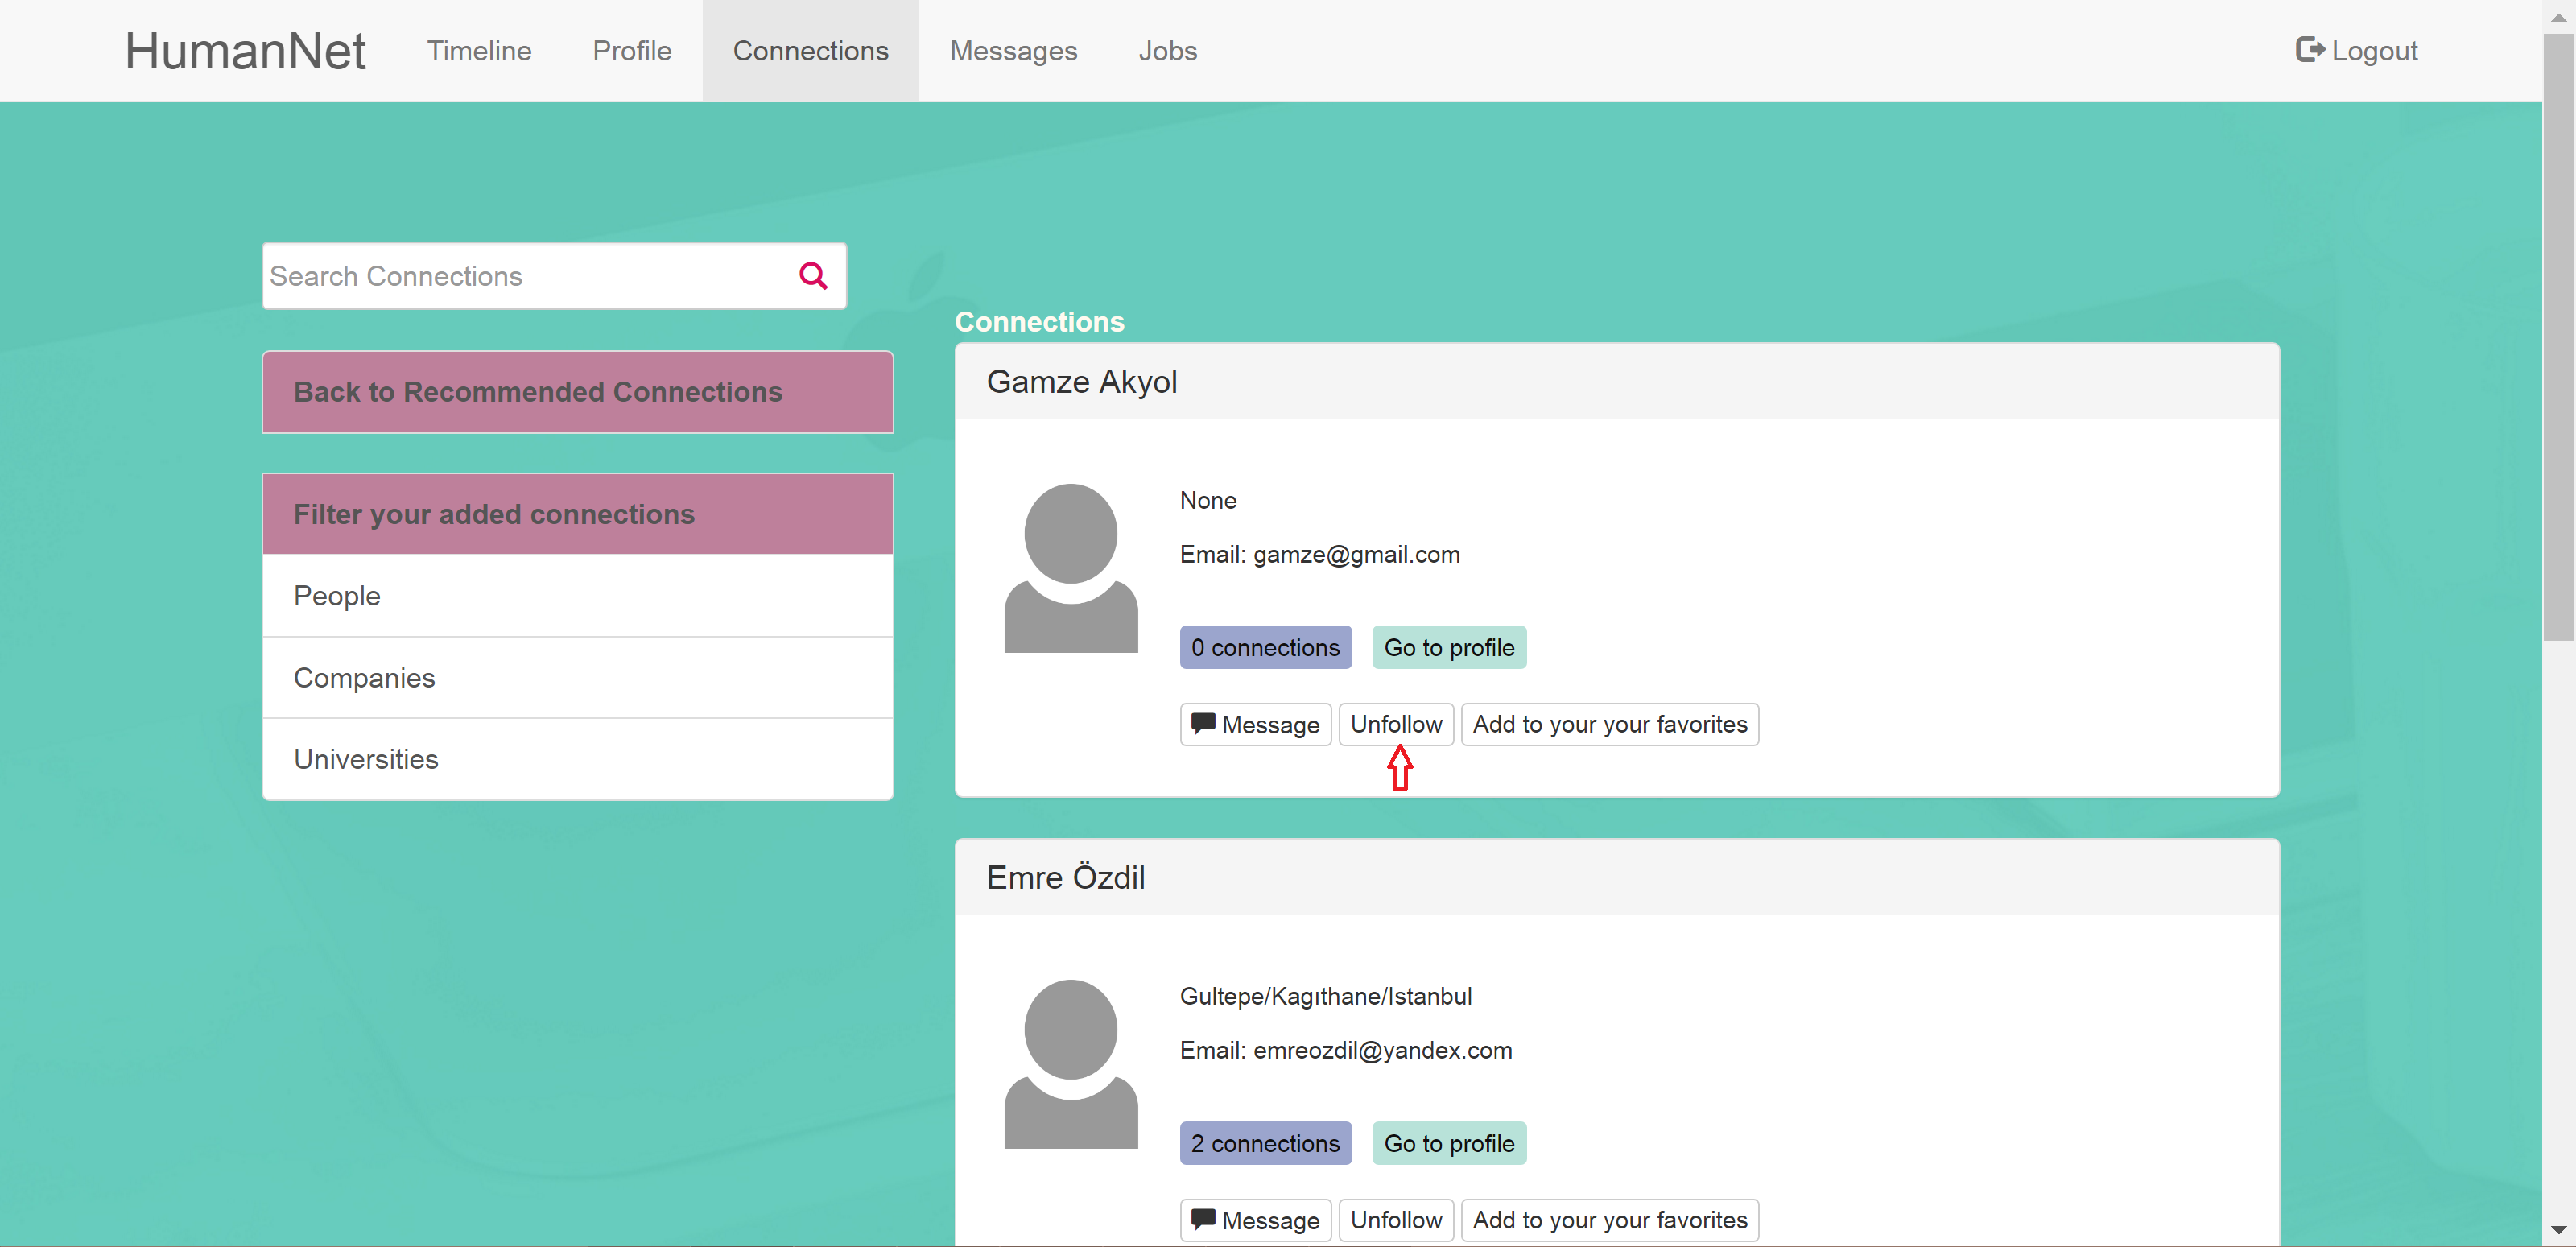 HumanNet Timeline Profile Connections Messages Jobs Logout
Search Connections
Back to Recommended Connections
Filter your added connections
People
Companies
Universities
Connections
Gamze Akyol
None
Email: gamze@gmail.com
0 connections Go to profile
Message Unfollow Add to your your favorites
Emre Özdil
Gultepe/Kagıthane/Istanbul
Email: emreozdil@yandex.com
2 connections Go to profile
Message Unfollow Add to your your favorites